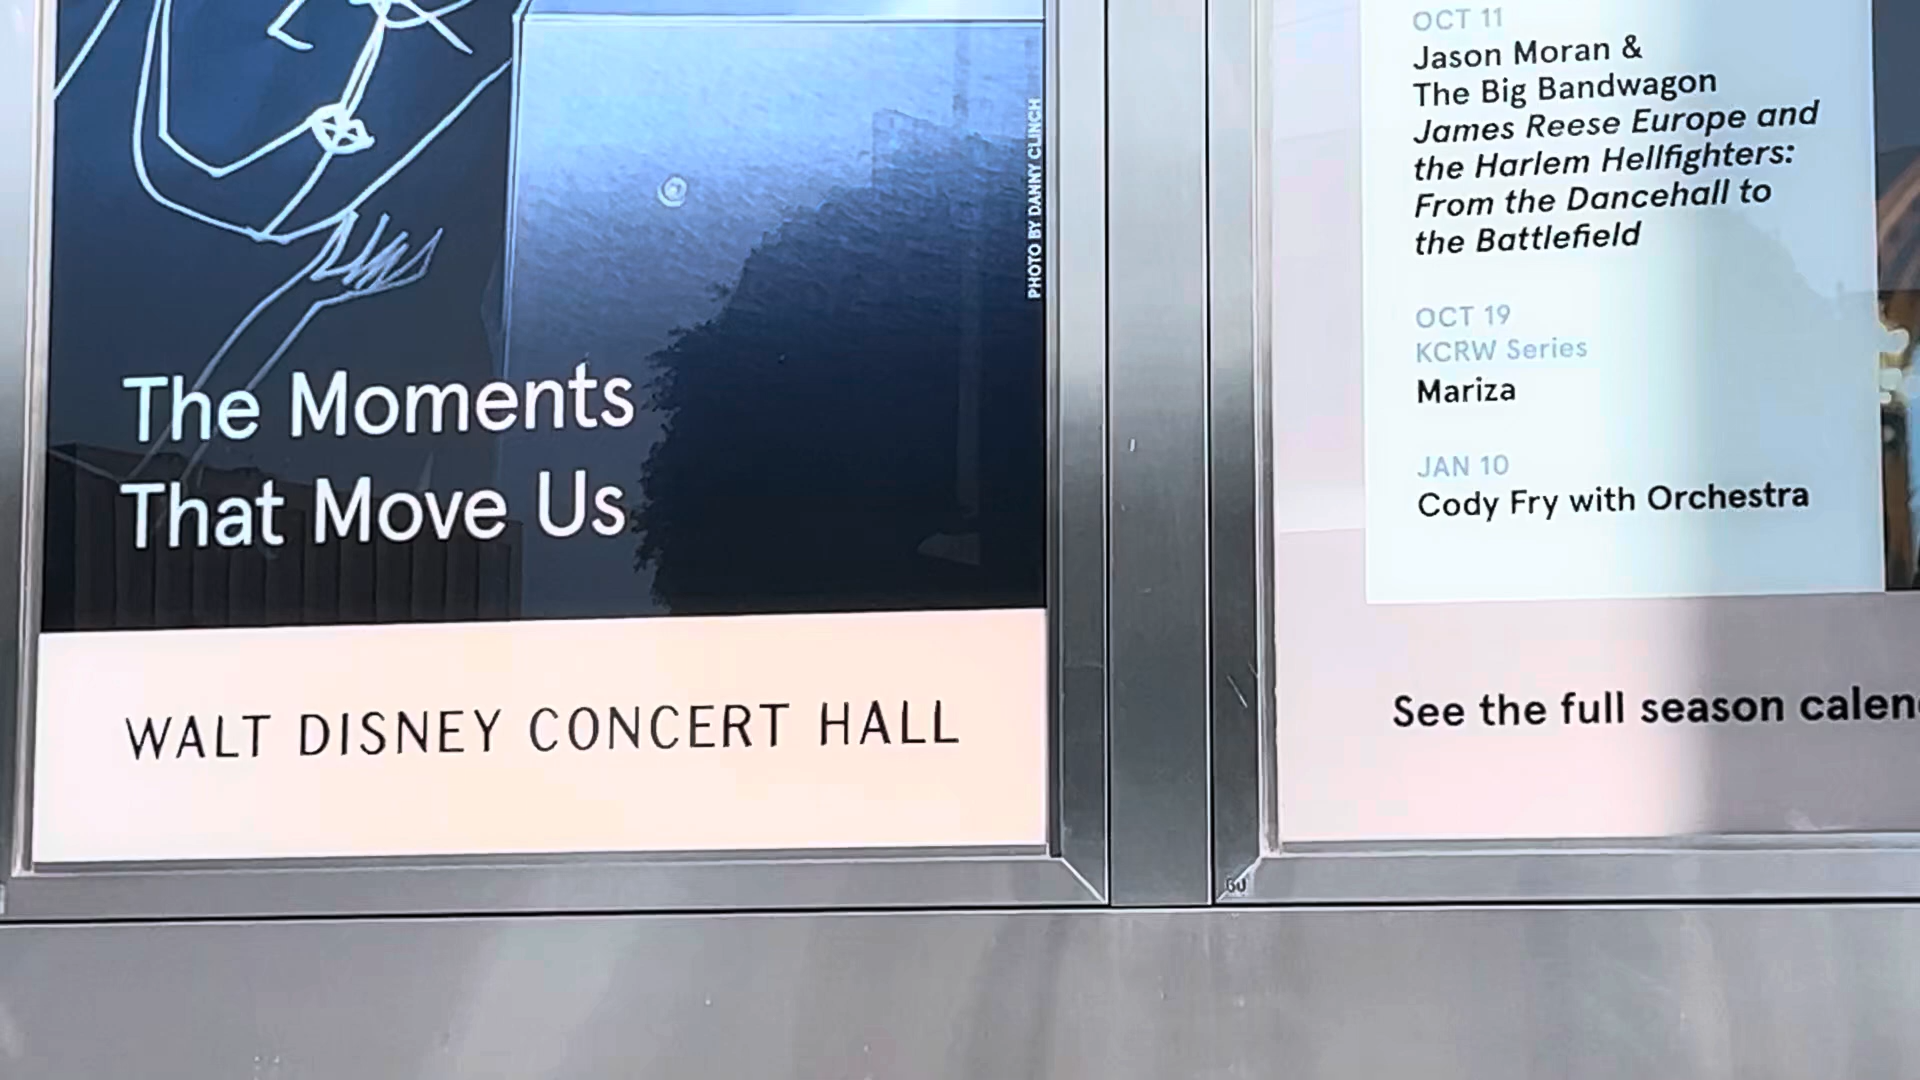 PHOTO BY DANNY CLINCH
The Moments
That Move Us
WALT DISNEY CONCERT HALL
OCT 11
Jason Moran &
The Big Bandwagon
James Reese Europe and
the Harlem Hellfighters:
From the Dancehall to
the Battlefield
OCT 19
KCRW Series
Mariza
JAN 10
Cody Fry with Orchestra
See the full season